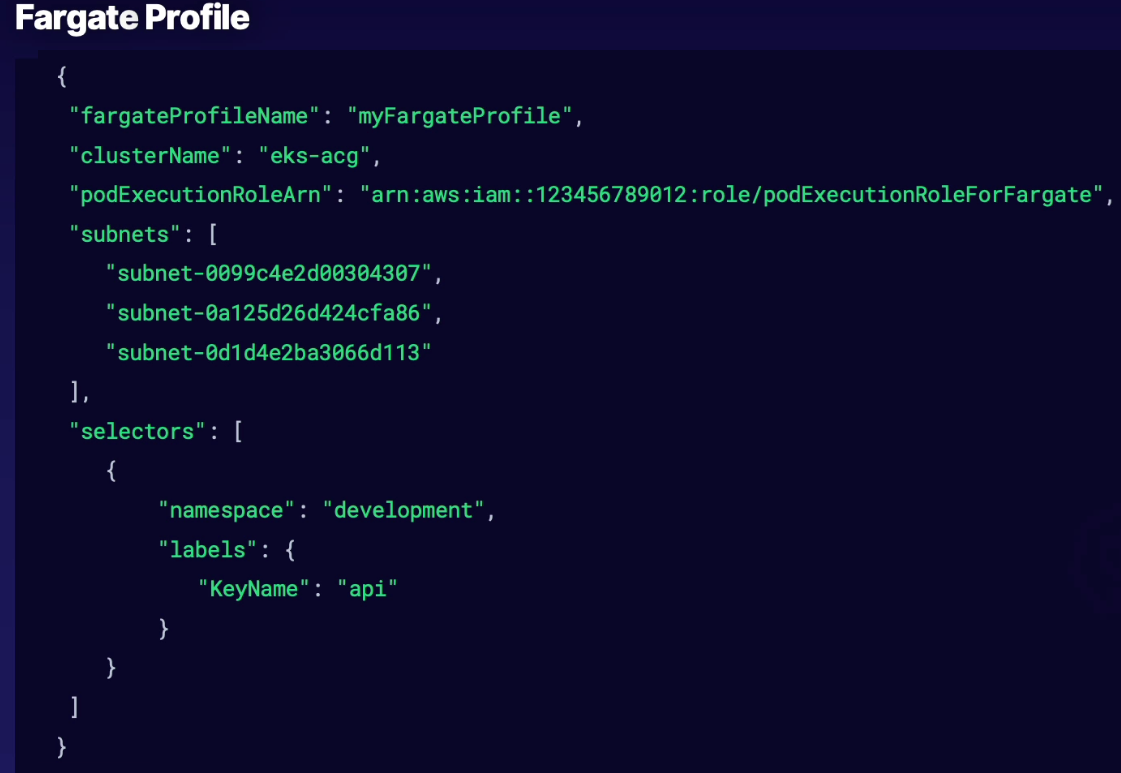 Fargate Profile
{
"fargateProfileName": "myFargateProfile",
"clusterName": "eks-acg",
"podExecutionRoleArn": "arn:aws:iam::123456789012:role/podExecutionRoleForFargate",
"subnets": [
"subnet-0099c4e2d00304307",
"subnet-0a125d26d424cfa86",
"subnet-0d1d4e2ba3066d113"
],
"selectors": [
{
"namespace": "development",
"labels": {
"KeyName": "api"
}
}
]
}